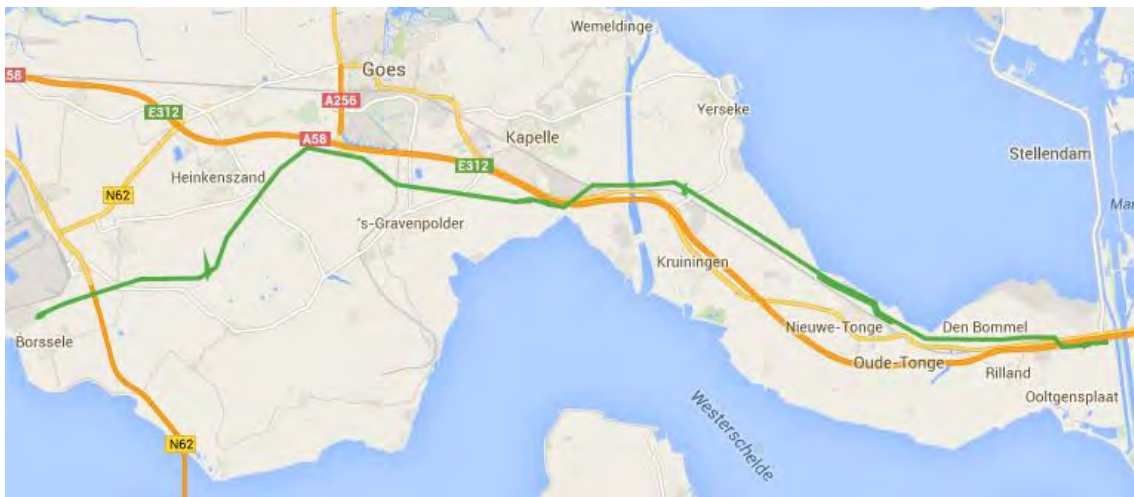 Wemeldinge
Goes
58
A256
E312
Yerseke
A58
Kapelle
E312
Stellendam
Heinkenszand
N62
's-Gravenpolder
Kruiningen
Nieuwe-Tonge
Den Bommel
Borssele
Oude-Tonge
Rilland
Ooltgensplaat
Westerschelde
N62